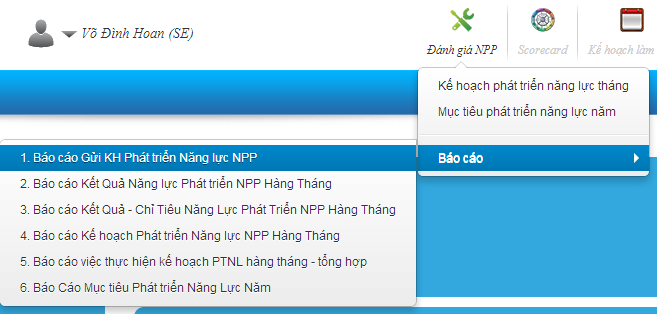 Võ Đình Hoan (SE)
Đánh giá NPP
Scorecard
Kế hoạch làm
Kế hoạch phát triển năng lực tháng
Mục tiêu phát triển năng lực năm
Báo cáo
1. Báo cáo Gửi KH Phát triển Năng lực NPP
2. Báo cáo Kết Quả Năng lực Phát triển NPP Hàng Tháng
3. Báo cáo Kết Quả - Chỉ Tiêu Năng Lực Phát Triển NPP Hàng Tháng
4. Báo cáo Kế hoạch Phát triển Năng lực NPP Hàng Tháng
5. Báo cáo việc thực hiện kế hoạch PTNL hàng tháng - tổng hợp
6. Báo Cáo Mục tiêu Phát triển Năng Lực Năm